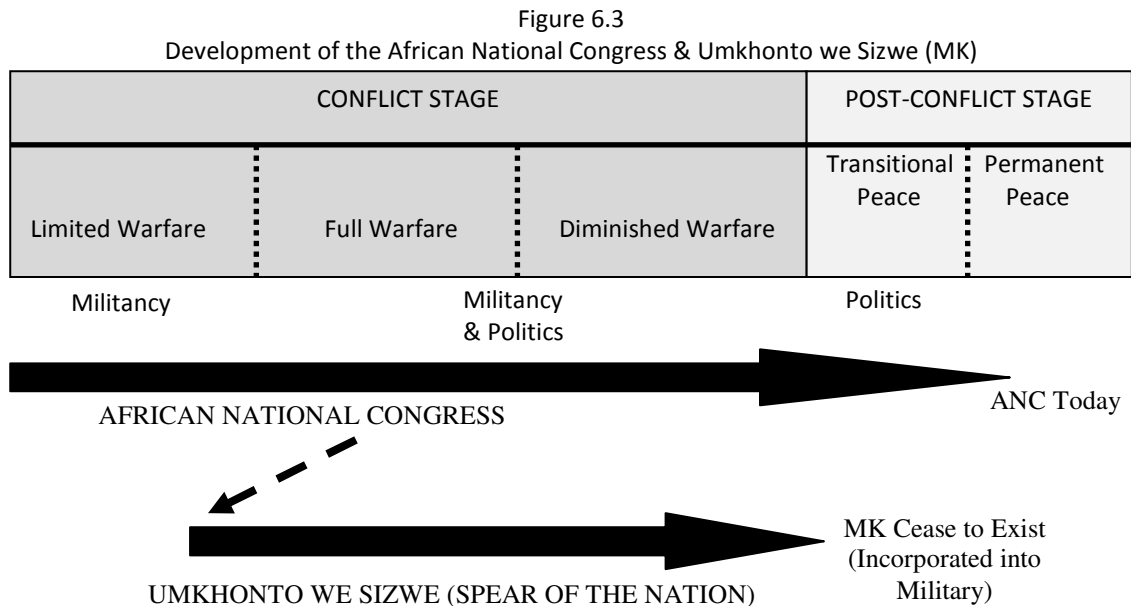 Figure 6.3
Development of the African National Congress & Umkhonto we Sizwe (MK)
CONFLICT STAGE
POST-CONFLICT STAGE
Limited Warfare
Full Warfare
Diminished Warfare
Transitional
Peace
Permanent
Peace
Militancy
Militancy
& Politics
Politics
AFRICAN NATIONAL CONGRESS
ANC Today
UMKHONTO WE SIZWE (SPEAR OF THE NATION)
MK Cease to Exist
(Incorporated into
Military)